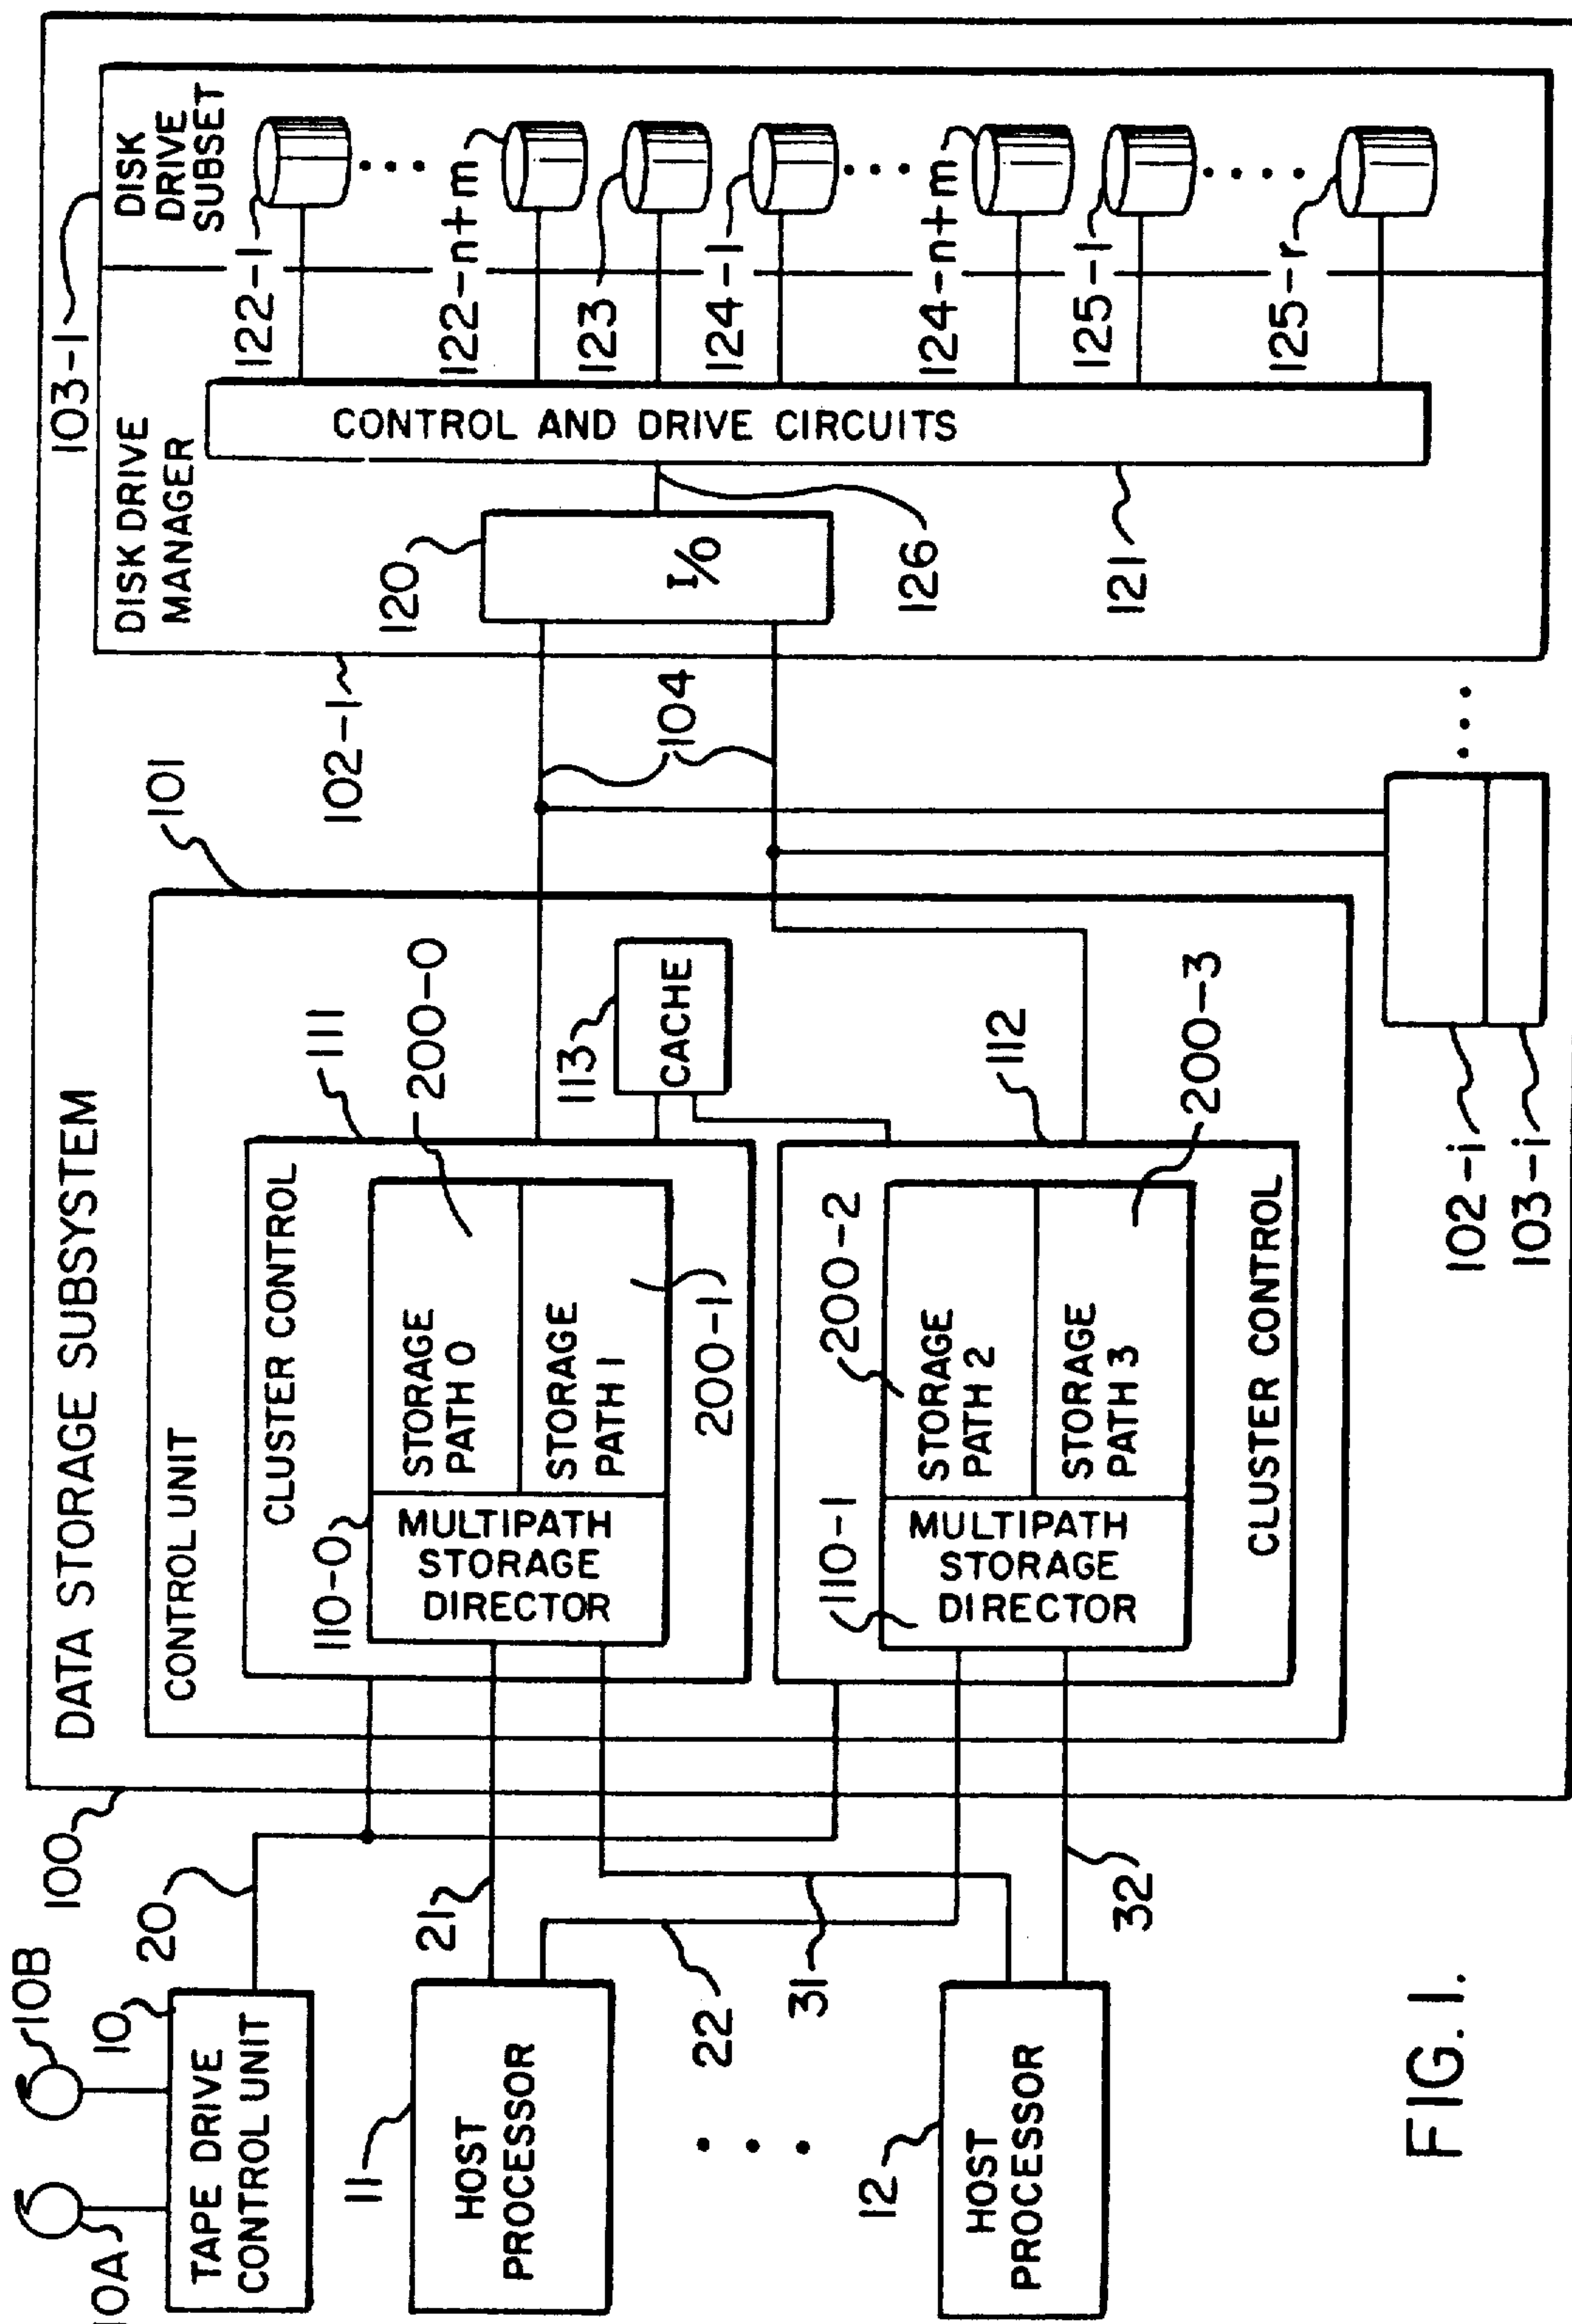 DATA STORAGE SUBSYSTEM
100
10A
10B
10
TAPE DRIVE
CONTROL UNIT
20
11
HOST
PROCESSOR
21
22
12
HOST
PROCESSOR
31
32
101
CONTROL UNIT
111
CLUSTER CONTROL
110-0
MULTIPATH
STORAGE
DIRECTOR
STORAGE
PATH 0
200-0
STORAGE
PATH 1
200-1
113
CACHE
112
110-1
MULTIPATH
STORAGE
DIRECTOR
200-2
STORAGE
PATH 2
STORAGE
PATH 3
200-3
CLUSTER CONTROL
104
102-1
103-1
DISK DRIVE
MANAGER
DISK
DRIVE
SUBSET
120
I/O
126
121
CONTROL AND DRIVE CIRCUITS
122-1
122-n+m
123
124-1
124-n+m
125-1
125-r
102-i
103-i
FIG. 1.